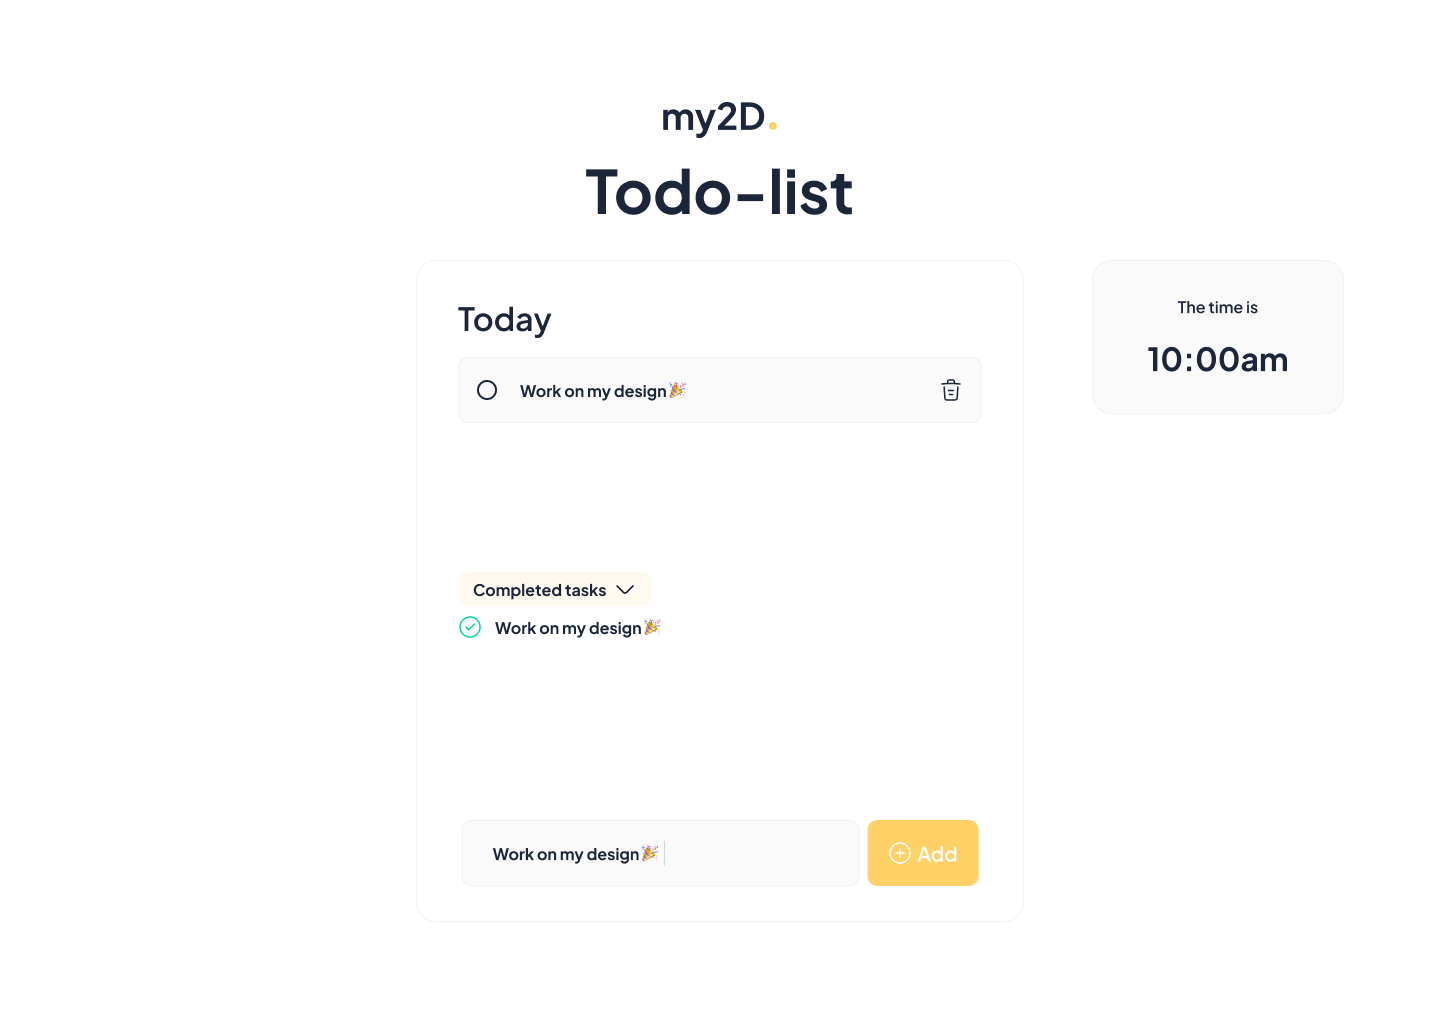 my2D.
Todo-list
Today
Work on my design🎉
The time is
10:00am
Completed tasks
Work on my design🎉
Work on my design🎉
Add